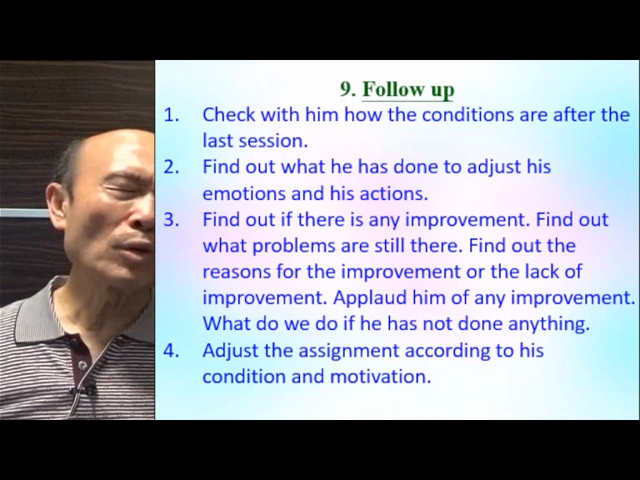 9. Follow up
1. Check with him how the conditions are after the
last session.
2. Find out what he has done to adjust his
emotions and his actions.
3. Find out if there is any improvement. Find out
what problems are still there. Find out the
reasons for the improvement or the lack of
improvement. Applaud him of any improvement.
What do we do if he has not done anything.
4. Adjust the assignment according to his
condition and motivation.